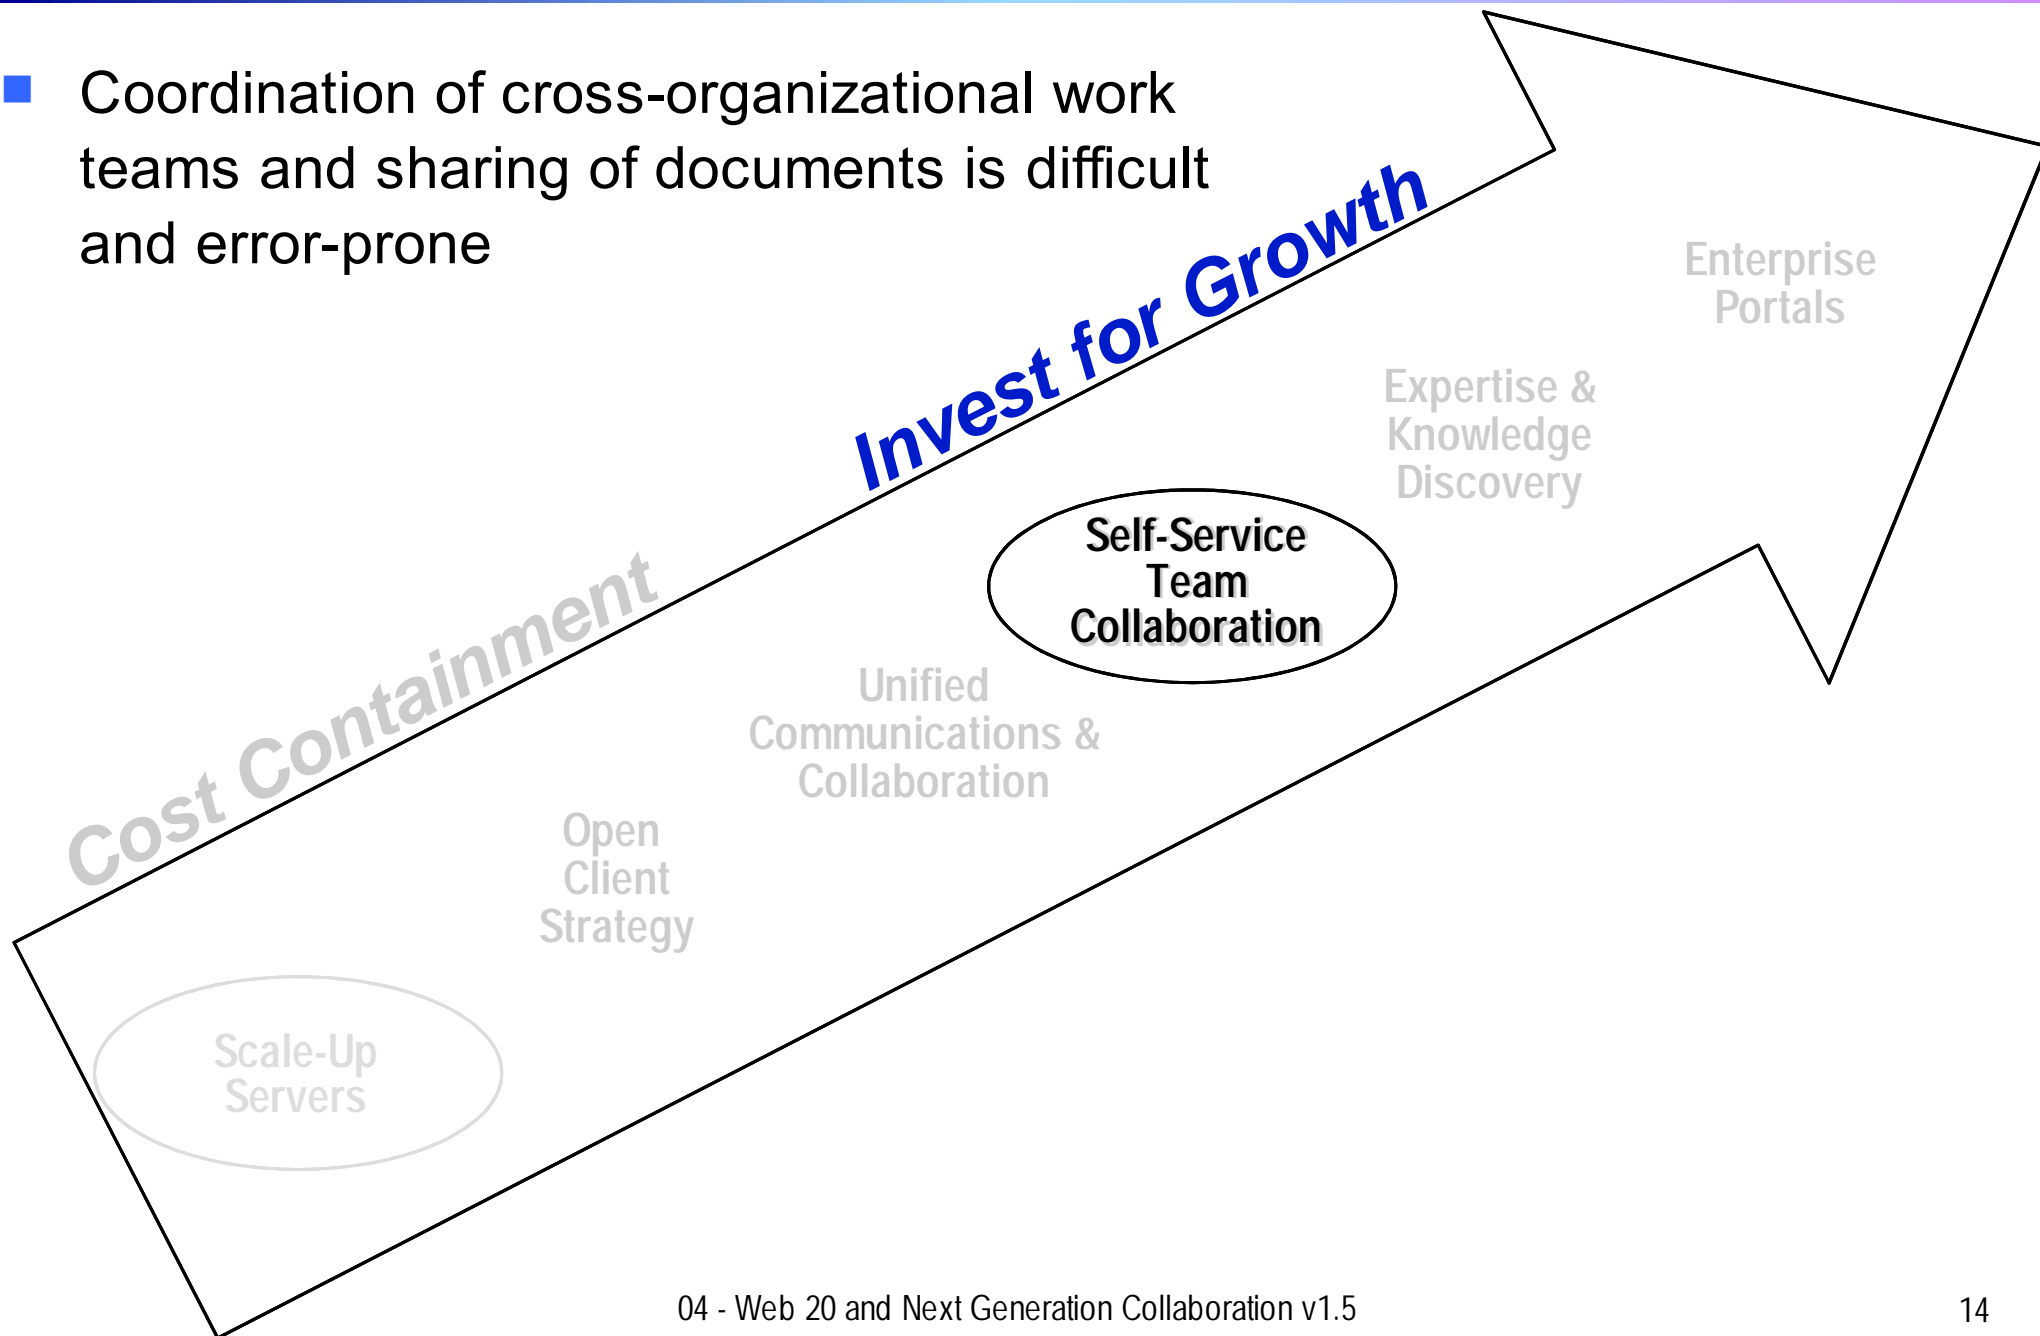 Coordination of cross-organizational work
teams and sharing of documents is difficult
and error-prone
Invest for Growth
Enterprise
Portals
Expertise &
Knowledge
Discovery
Self-Service
Team
Collaboration
Cost Containment
Unified
Communications &
Collaboration
Open
Client
Strategy
Scale-Up
Servers
04 - Web 20 and Next Generation Collaboration v1.5
14